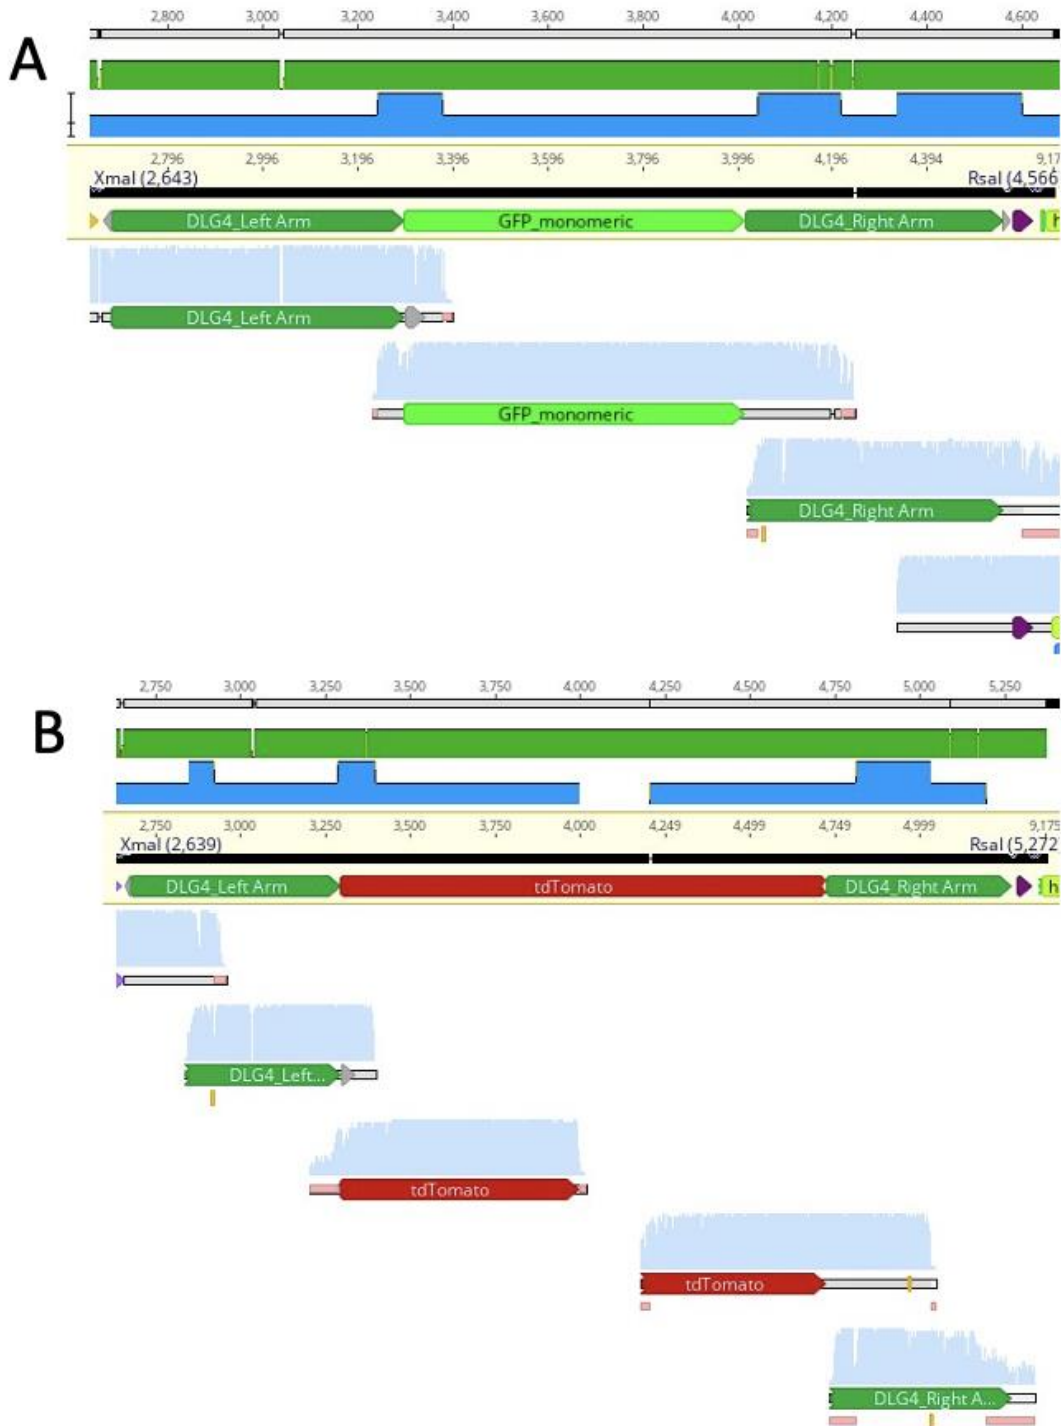 2,800 3,000 3,200 3,400 3,600 3,800 4,000 4,200 4,400 4,600
A
2,796 2,996 3,196 3,396 3,596 3,796 3,996 4,196 4,394 9,17
XmaI (2,643) RsaI (4,566
DLG4_Left Arm GFP_monomeric DLG4_Right Arm h
DLG4_Left Arm
GFP_monomeric
DLG4_Right Arm
2,750 3,000 3,250 3,500 3,750 4,000 4,250 4,500 4,750 5,000 5,250
B
2,750 3,000 3,250 3,500 3,750 4,000 4,249 4,499 4,749 4,999 9,175
XmaI (2,639) RsaI (5,272
DLG4_Left Arm tdTomato DLG4_Right Arm h
DLG4_Left...
tdTomato
tdTomato
DLG4_Right A...